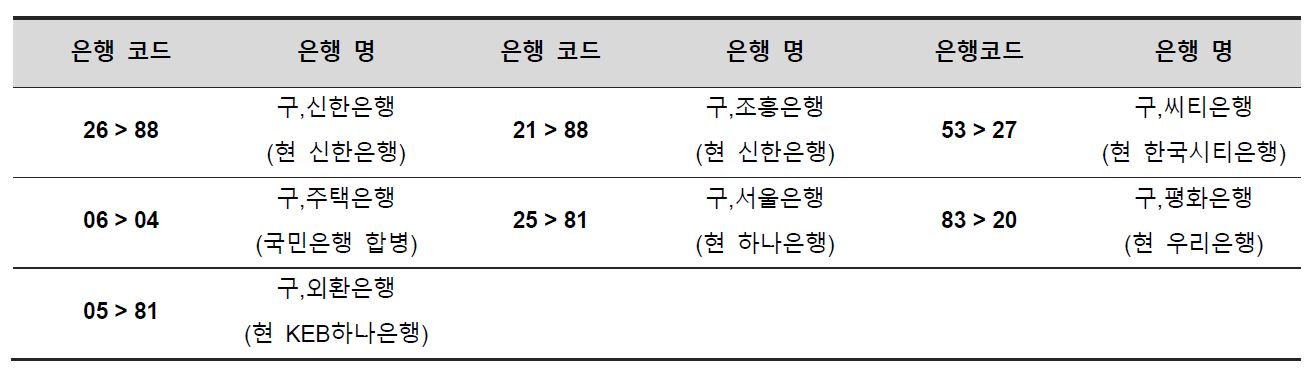 은행 코드 은행 명 은행 코드 은행 명 은행코드 은행 명
26 > 88 구,신한은행 (현 신한은행) 21 > 88 구,조흥은행 (현 신한은행) 53 > 27 구,씨티은행 (현 한국시티은행)
06 > 04 구,주택은행 (국민은행 합병) 25 > 81 구,서울은행 (현 하나은행) 83 > 20 구,평화은행 (현 우리은행)
05 > 81 구,외환은행 (현 KEB하나은행)